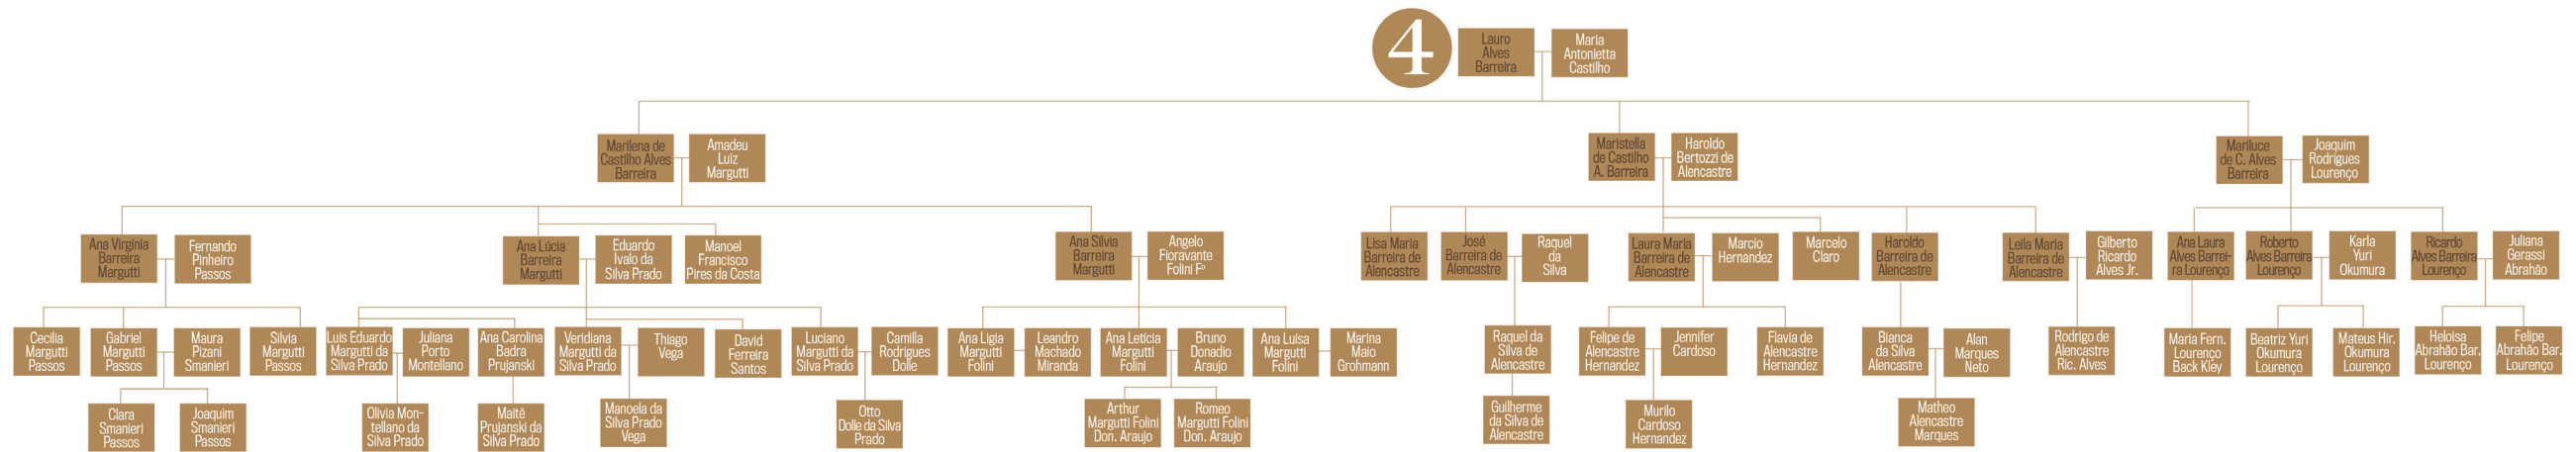 4
Lauro
Alves
Barreira
Maria
Antonietta
Castilho
Marilena de
Castilho Alves
Barreira
Amadeu
Luiz
Margutti
Maristella
de Castilho
A. Barreira
Haroldo
Bertozzi de
Alencastre
Mariluce
de C. Alves
Barreira
Joaquim
Rodrigues
Lourenço
Ana Virgínia
Barreira
Margutti
Fernando
Pinheiro
Passos
Ana Lúcia
Barreira
Margutti
Eduardo
Ivalo da
Silva Prado
Manoel
Francisco
Pires da Costa
Ana Silvia
Barreira
Margutti
Angelo
Fioravante
Folini Fº
Lisa Maria
Barreira de
Alencastre
José
Barreira de
Alencastre
Raquel
da
Silva
Laura Maria
Barreira de
Alencastre
Marcio
Hernandez
Marcelo
Claro
Haroldo
Barreira de
Alencastre
Leila Maria
Barreira de
Alencastre
Gilberto
Ricardo
Alves Jr.
Ana Laura
Alves Barrei-
ra Lourenço
Roberto
Alves Barreira
Lourenço
Karla
Yuri
Okumura
Ricardo
Alves Barreira
Lourenço
Juliana
Gerassi
Abrahão
Cecilia
Margutti
Passos
Gabriel
Margutti
Passos
Maura
Pizani
Smanieri
Silvia
Margutti
Passos
Luis Eduardo
Margutti da
Silva Prado
Juliana
Porto
Montellano
Ana Carolina
Badra
Prujanski
Veridiana
Margutti da
Silva Prado
Thiago
Vega
David
Ferreira
Santos
Luciano
Margutti da
Silva Prado
Camilla
Rodrigues
Dolle
Ana Ligia
Margutti
Folini
Leandro
Machado
Miranda
Ana Leticia
Margutti
Folini
Bruno
Donadio
Araujo
Ana Luisa
Margutti
Folini
Marina
Maio
Grohmann
Raquel da
Silva de
Alencastre
Felipe de
Alencastre
Hernandez
Jennifer
Cardoso
Flavia de
Alencastre
Hernandez
Bianca
da Silva
Alencastre
Alan
Marques
Neto
Rodrigo de
Alencastre
Ric. Alves
Maria Fern.
Lourenço
Back Kley
Beatriz Yuri
Okumura
Lourenço
Mateus Hir.
Okumura
Lourenço
Heloisa
Abrahão Bar.
Lourenço
Felipe
Abrahão Bar.
Lourenço
Clara
Smanieri
Passos
Joaquim
Smanieri
Passos
Olivia Mon-
tellano da
Silva Prado
Maitê
Prujanski da
Silva Prado
Manoela da
Silva Prado
Vega
Otto
Dolle da Silva
Prado
Arthur
Margutti Folini
Don. Araujo
Romeo
Margutti Folini
Don. Araujo
Guilherme
da Silva de
Alencastre
Murilo
Cardoso
Hernandez
Matheo
Alencastre
Marques